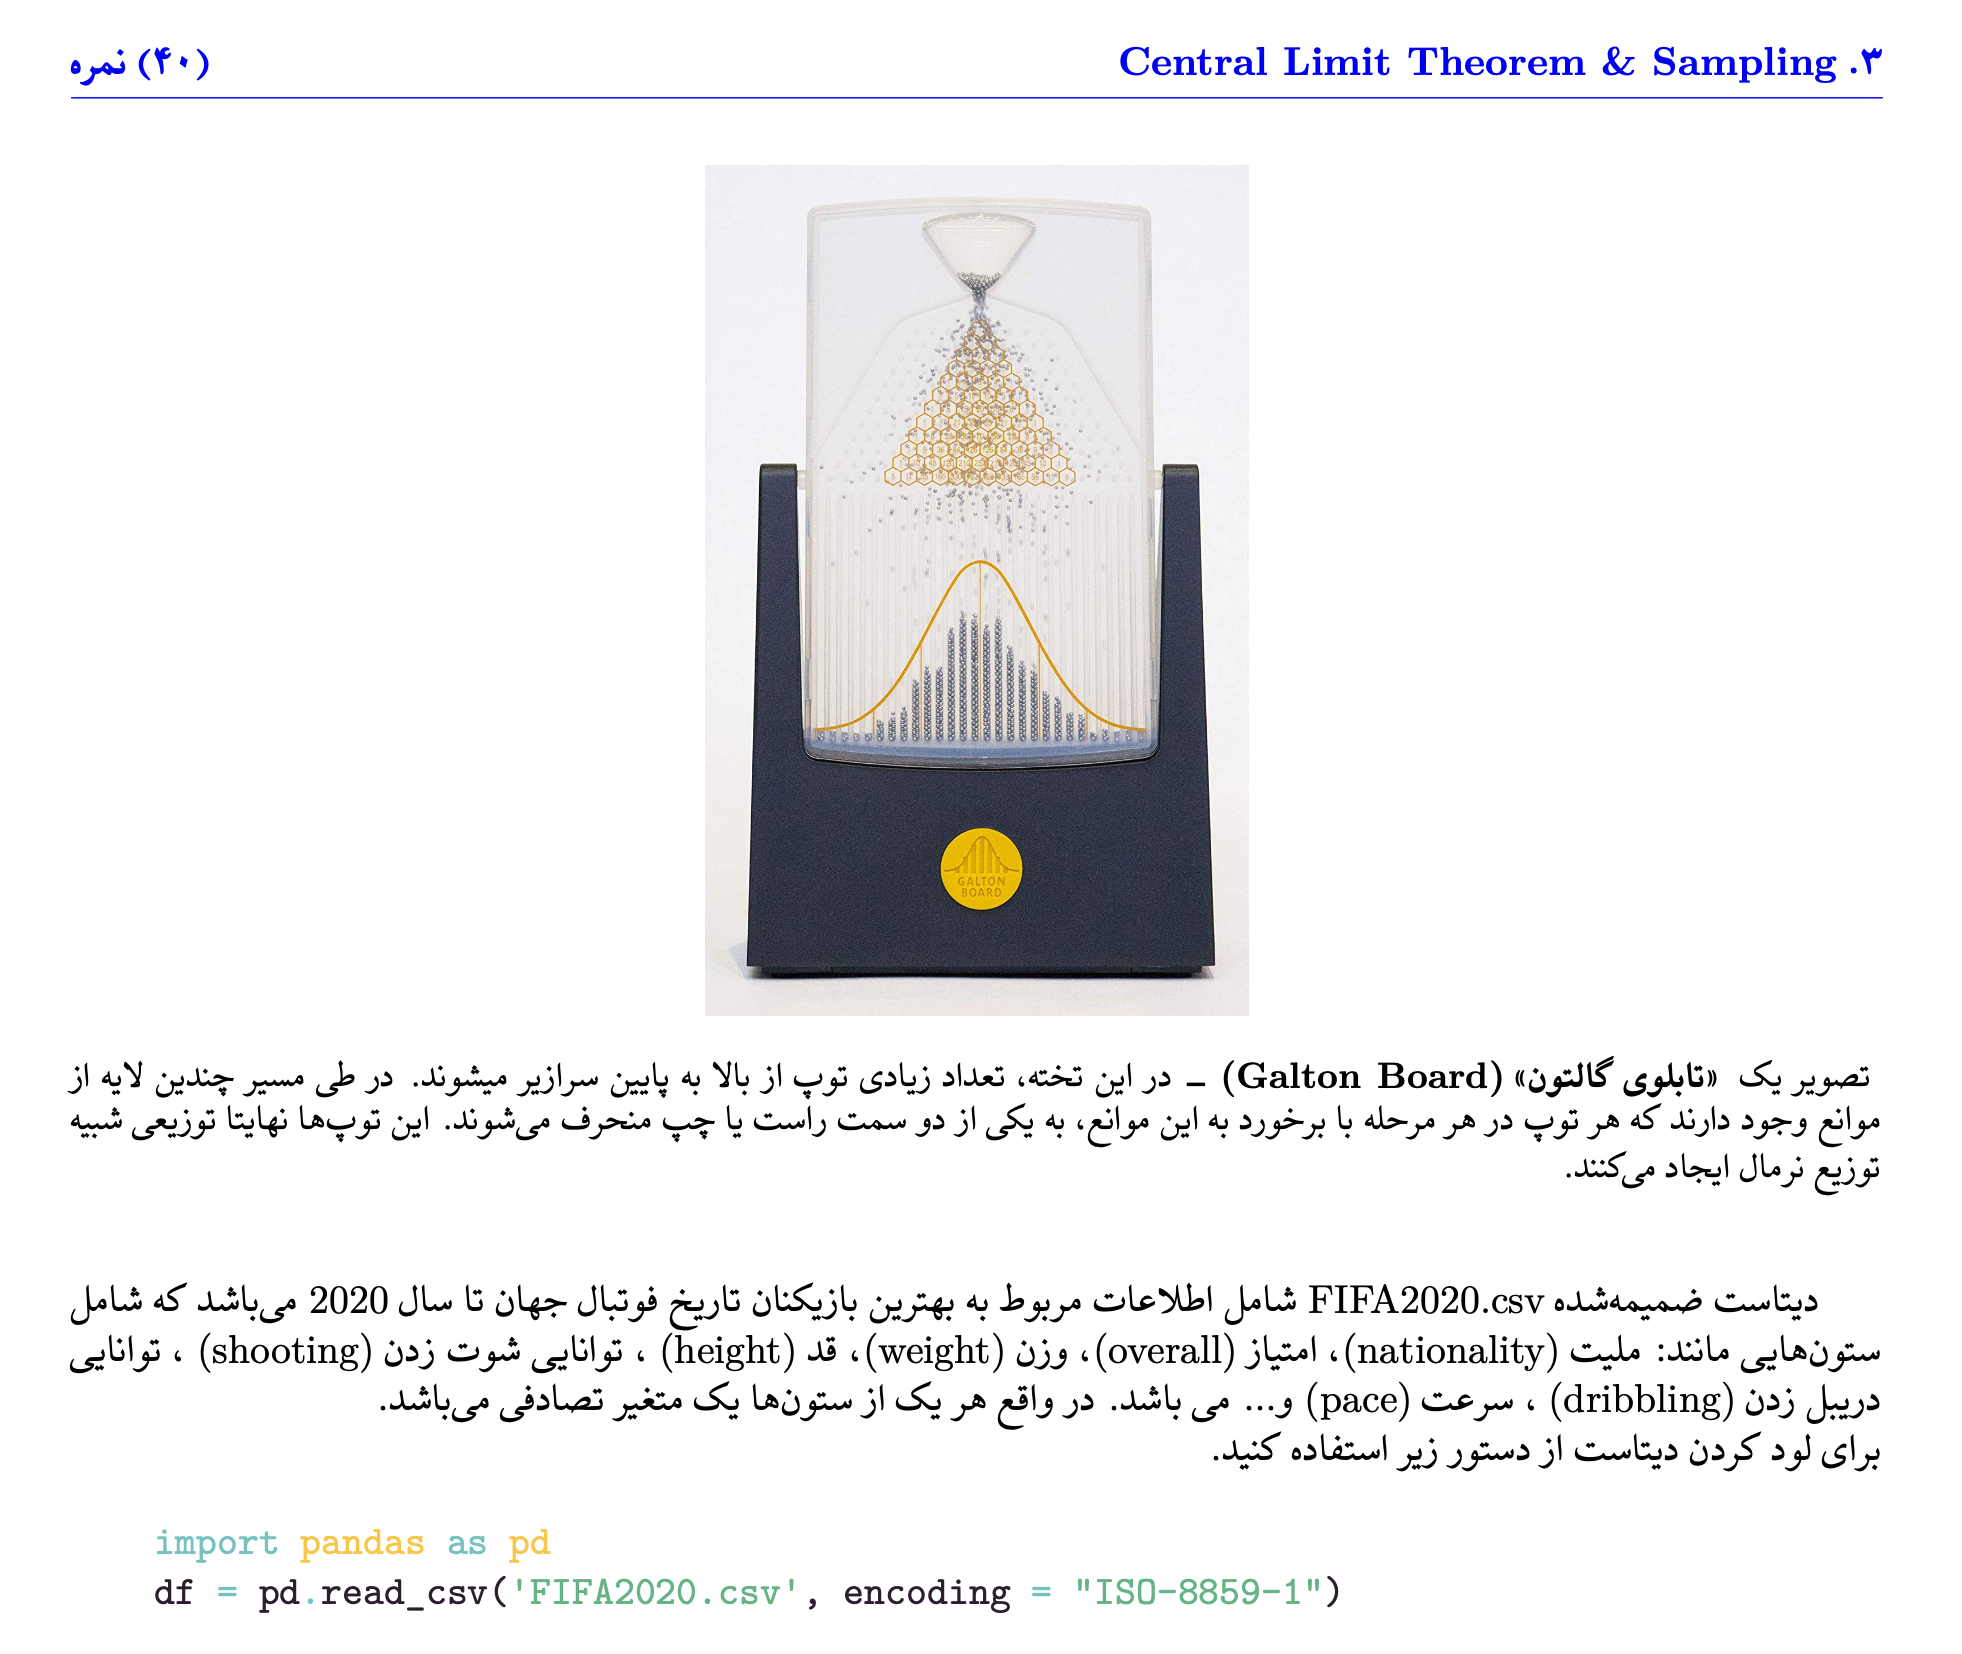 ۳. Central Limit Theorem & Sampling (۴۰) نمره
GALTON
BOARD
تصویر یک «تابلوی گالتون» (Galton Board) – در این تخته، تعداد زیادی توپ از بالا به پایین سرازیر میشوند. در طی مسیر چندین لایه از
موانع وجود دارند که هر توپ در هر مرحله با برخورد به این موانع، به یکی از دو سمت راست یا چپ منحرف می‌شوند. این توپ‌ها نهایتا توزیعی شبیه
توزیع نرمال ایجاد می‌کنند.
دیتاست ضمیمه‌شده FIFA2020.csv شامل اطلاعات مربوط به بهترین بازیکنان تاریخ فوتبال جهان تا سال 2020 می‌باشد که شامل
ستون‌هایی مانند: ملیت (nationality)، امتیاز (overall)، وزن (weight)، قد (height) ، توانایی شوت زدن (shooting) ، توانایی
دریبل زدن (dribbling) ، سرعت (pace) و... می باشد. در واقع هر یک از ستون‌ها یک متغیر تصادفی می‌باشد.
برای لود کردن دیتاست از دستور زیر استفاده کنید.
import pandas as pd
df = pd.read_csv('FIFA2020.csv', encoding = "ISO-8859-1")